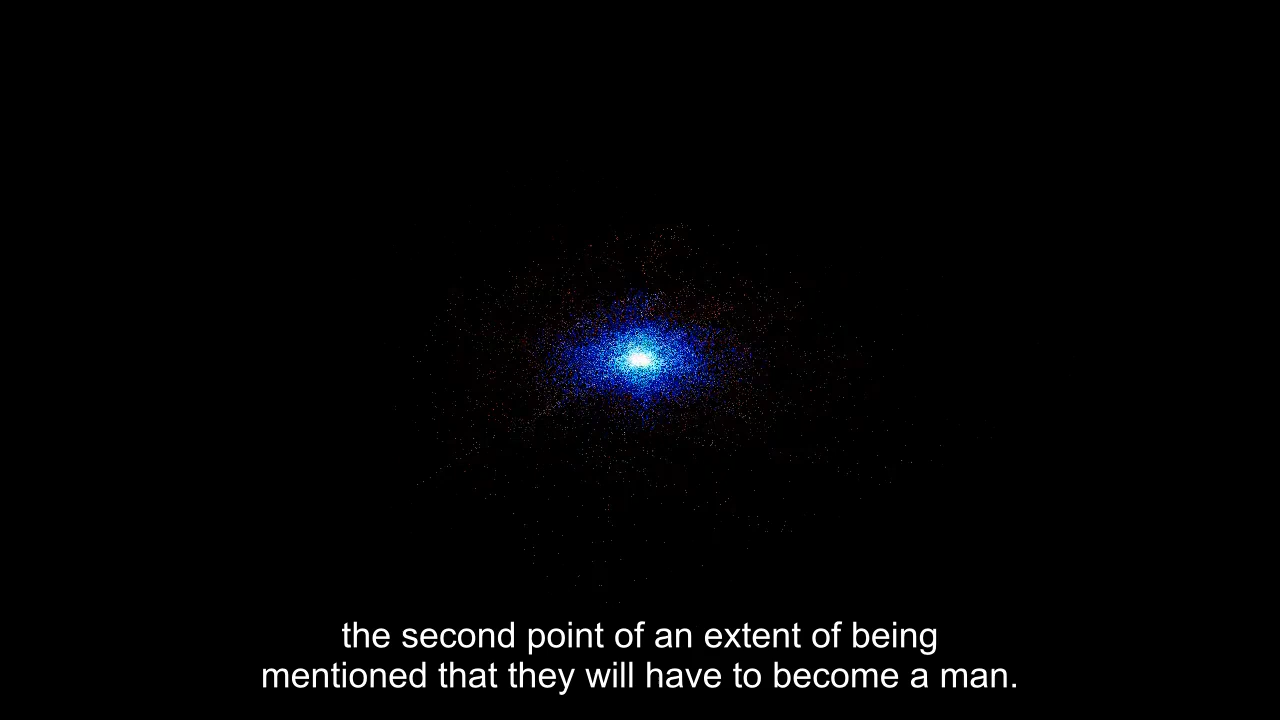 the second point of an extent of being
mentioned that they will have to become a man.